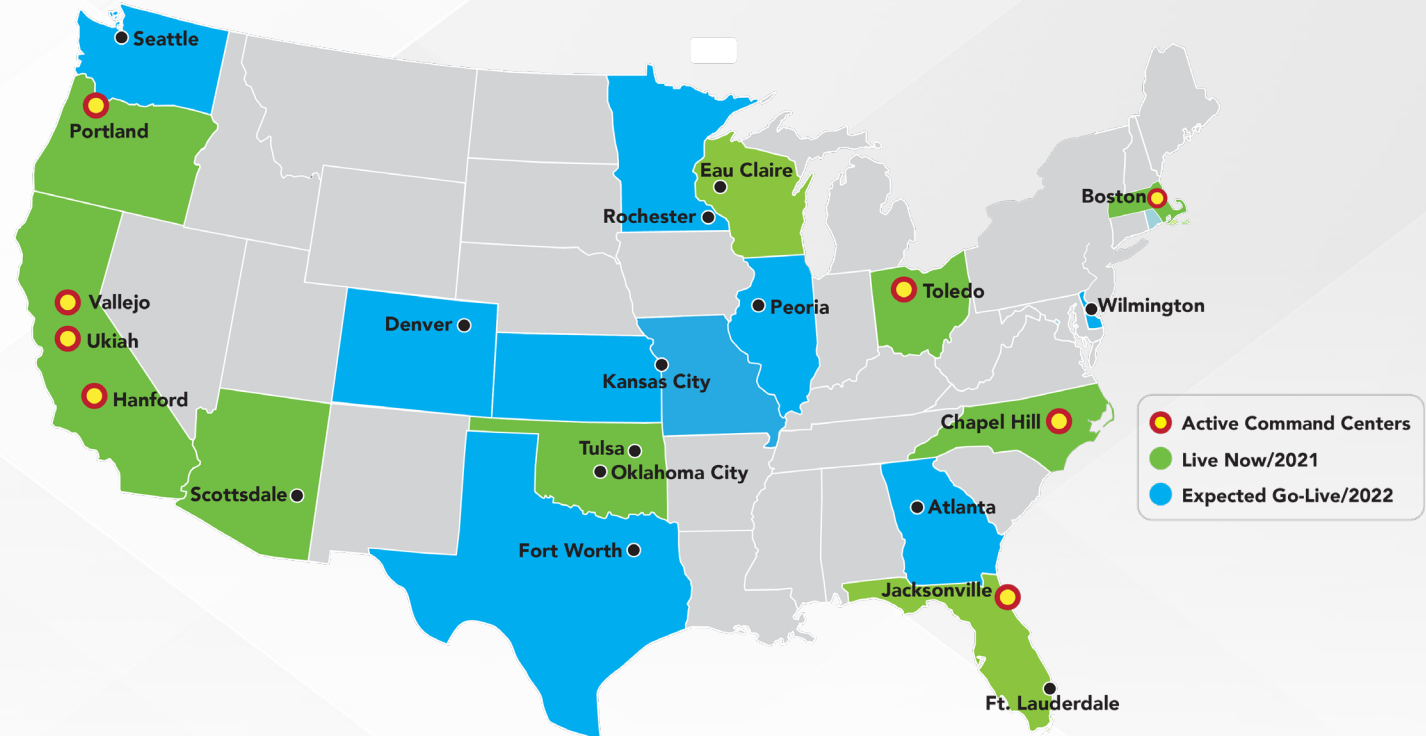 Seattle
Portland
Eau Claire
Boston
Rochester
Toledo
Vallejo
Peoria
Wilmington
Denver
Ukiah
Kansas City
Hanford
Chapel Hill
Active Command Centers
Tulsa
Live Now/2021
Oklahoma City
Scottsdale
Expected Go-Live/2022
Atlanta
Fort Worth
Jacksonville
Ft. Lauderdale